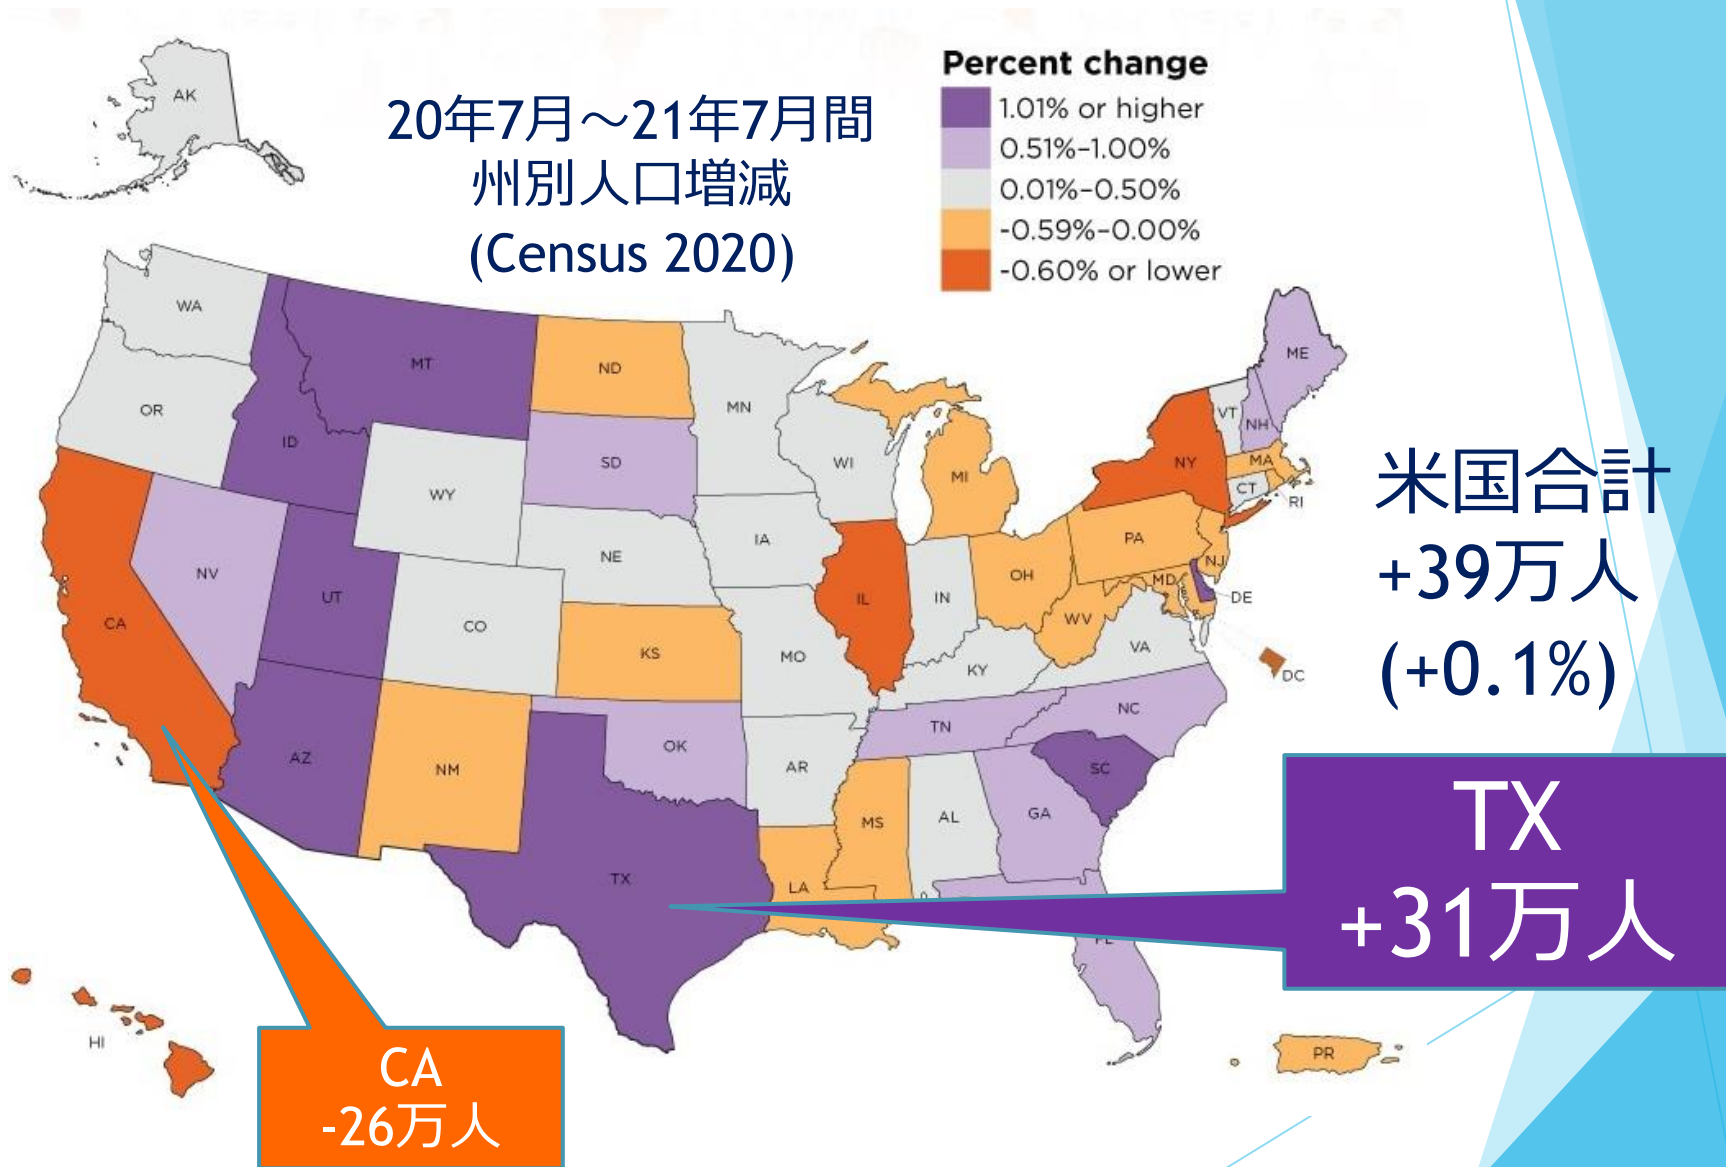 AK
20年7月～21年7月間
州別人口増減
(Census 2020)
Percent change
1.01% or higher
0.51%–1.00%
0.01%–0.50%
-0.59%–0.00%
-0.60% or lower
WA
MT
ND
MN
ME
OR
ID
SD
WI
MI
VT
NH
NY
MA
CT
RI
WY
IA
NE
PA
NJ
NV
UT
CO
KS
MO
IL
IN
OH
MD
DE
WV
VA
DC
KY
CA
AZ
NM
OK
AR
TN
NC
SC
MS
AL
GA
TX
LA
FL
HI
PR
米国合計
+39万人
(+0.1%)
TX
+31万人
CA
-26万人